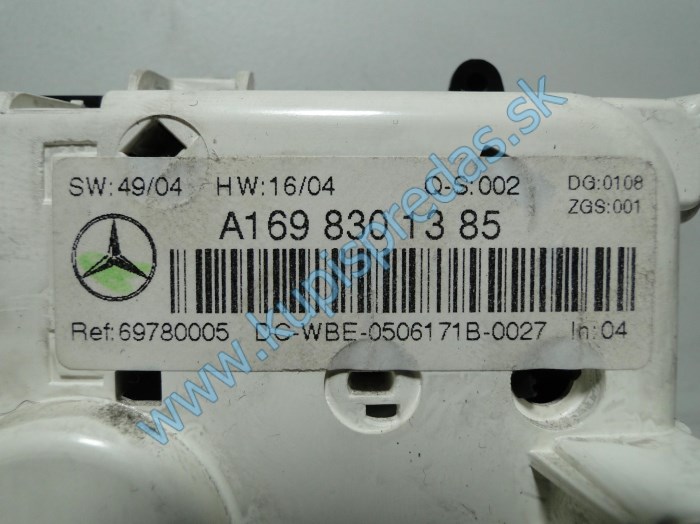 SW:49/04 HW:16/04 Q-S:002 DG:0108
ZGS:001
A169 830 13 85
Ref:69780005 DC-WBE-0506171B-0027 In:04
www.kupispredas.sk